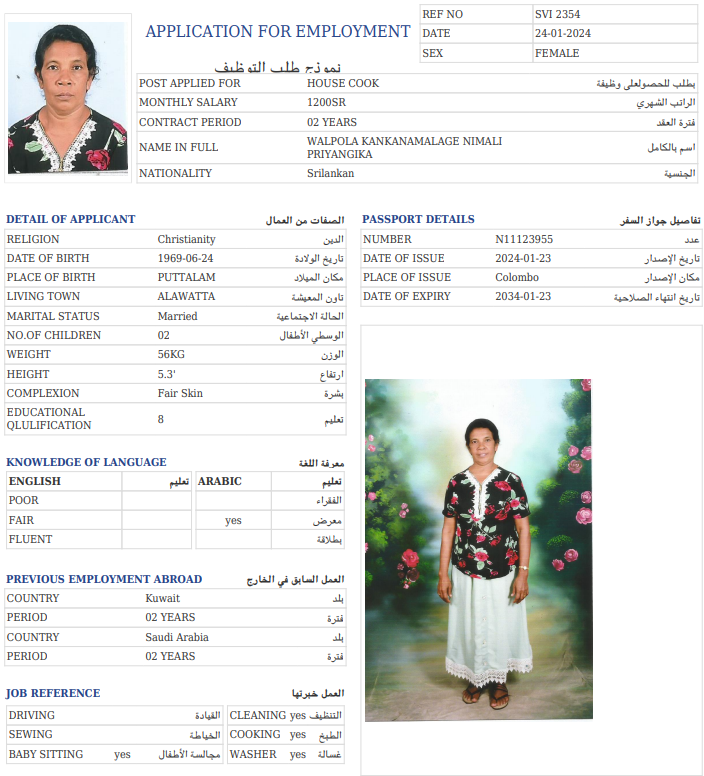 APPLICATION FOR EMPLOYMENT
نموذج طلب التوظيف
REF NO SVI 2354
DATE 24-01-2024
SEX FEMALE
POST APPLIED FOR HOUSE COOK يطلب للحصولعلى وظيفة
MONTHLY SALARY 1200SR الراتب الشهري
CONTRACT PERIOD 02 YEARS فترة العقد
NAME IN FULL WALPOLA KANKANAMALAGE NIMALI اسم بالكامل
PRIYANGIKA
NATIONALITY Srilankan الجنسية
DETAIL OF APPLICANT الصفات من العمال
RELIGION Christianity الدين
DATE OF BIRTH 1969-06-24 تاريخ الولادة
PLACE OF BIRTH PUTTALAM مكان الميلاد
LIVING TOWN ALAWATTA تاون المعيشة
MARITAL STATUS Married الحالة الاجتماعية
NO.OF CHILDREN 02 الوسطي الأطفال
WEIGHT 56KG الوزن
HEIGHT 5.3' ارتفاع
COMPLEXION Fair Skin بشرة
EDUCATIONAL
QLULIFICATION 8 تعليم
PASSPORT DETAILS تفاصيل جواز السفر
NUMBER N11123955 عدد
DATE OF ISSUE 2024-01-23 تاريخ الإصدار
PLACE OF ISSUE Colombo مكان الإصدار
DATE OF EXPIRY 2034-01-23 تاريخ انتهاء الصلاحية
KNOWLEDGE OF LANGUAGE معرفة اللغة
ENGLISH تعليم ARABIC تعليم
POOR الفقراء
FAIR yes معرض
FLUENT بطلاقة
PREVIOUS EMPLOYMENT ABROAD العمل السابق في الخارج
COUNTRY Kuwait بلد
PERIOD 02 YEARS فترة
COUNTRY Saudi Arabia بلد
PERIOD 02 YEARS فترة
JOB REFERENCE العمل خبرتها
DRIVING القيادة CLEANING yes التنظيف
SEWING الخياطة COOKING yes الطبخ
BABY SITTING yes مجالسة الأطفال WASHER yes غسالة